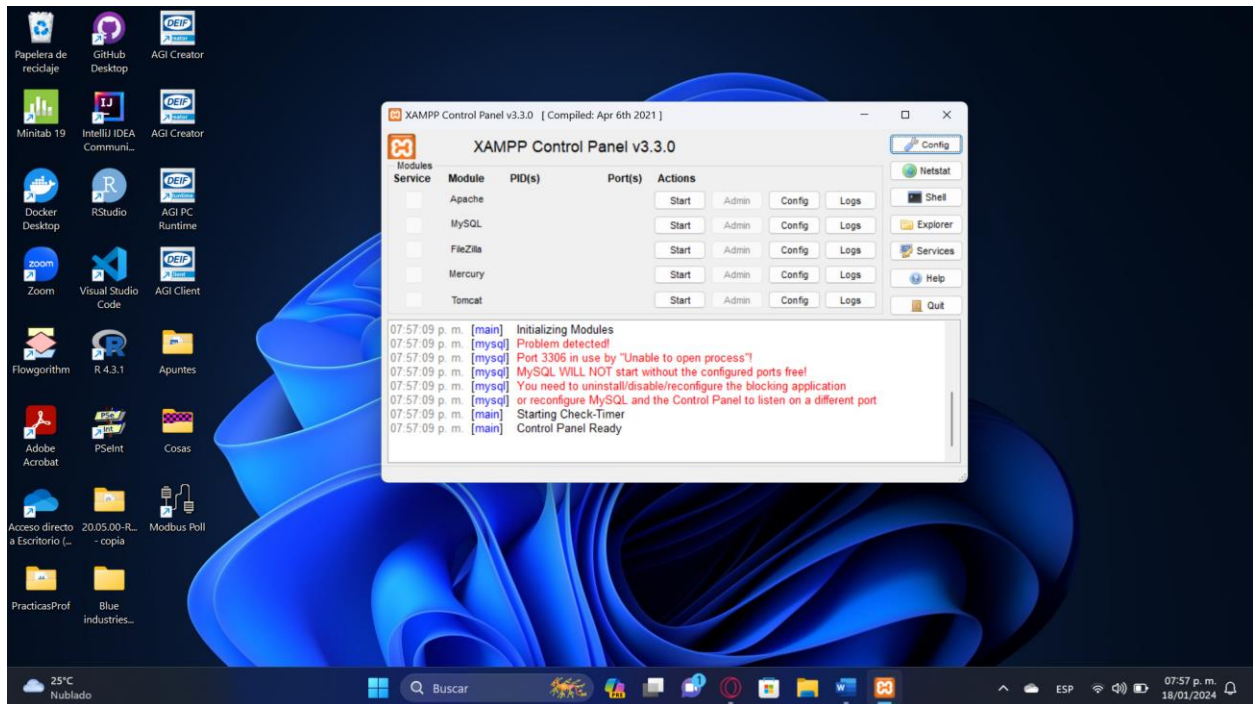 Papelera de
reciclaje
GitHub
Desktop
DEIF
AGI Creator
Minitab 19
IJ
IntelliJ IDEA
Communi...
DEIF
AGI Creator
Docker
Desktop
R
RStudio
DEIF
AGI PC
Runtime
zoom
Zoom
Visual Studio
Code
DEIF
AGI Client
Flowgorithm
R
R 4.3.1
Apuntes
Adobe
Acrobat
PSe
Int
PSeInt
Cosas
Acceso directo
a Escritorio (...
20.05.00-R...
- copia
Modbus Poll
PracticasProf
Blue
industries...
XAMPP Control Panel v3.3.0 [ Compiled: Apr 6th 2021 ]
XAMPP Control Panel v3.3.0
Config
Modules
Service Module PID(s) Port(s) Actions
Netstat
Apache Start Admin Config Logs
Shell
MySQL Start Admin Config Logs
Explorer
FileZilla Start Admin Config Logs
Services
Mercury Start Admin Config Logs
Help
Tomcat Start Admin Config Logs
Quit
07:57:09 p. m. [main] Initializing Modules
07:57:09 p. m. [mysql] Problem detected!
07:57:09 p. m. [mysql] Port 3306 in use by "Unable to open process"!
07:57:09 p. m. [mysql] MySQL WILL NOT start without the configured ports free!
07:57:09 p. m. [mysql] You need to uninstall/disable/reconfigure the blocking application
07:57:09 p. m. [mysql] or reconfigure MySQL and the Control Panel to listen on a different port
07:57:09 p. m. [main] Starting Check-Timer
07:57:09 p. m. [main] Control Panel Ready
25°C
Nublado
Buscar
PRE
ESP
07:57 p. m.
18/01/2024